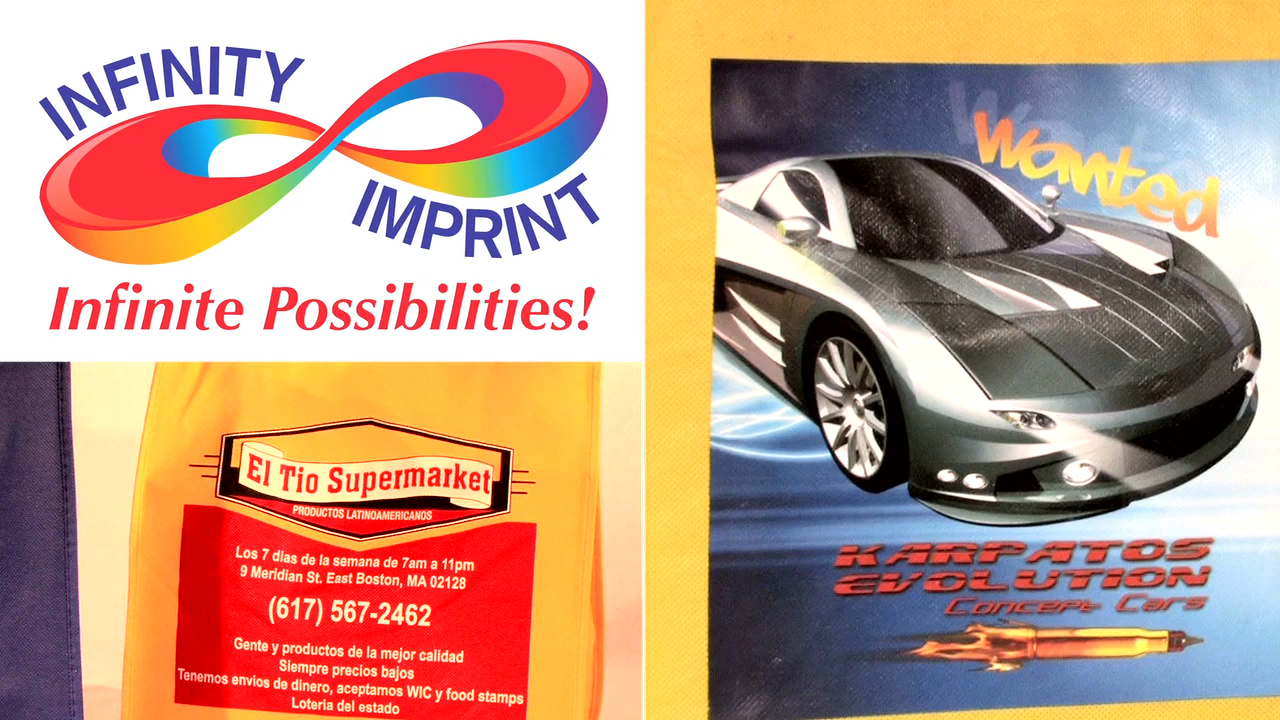 INFINITY
IMPRINT
Infinite Possibilities!
El Tio Supermarket
PRODUCTOS LATINOAMERICANOS
Los 7 dias de la semana de 7am a 11pm
9 Meridian St. East Boston, MA 02128
(617) 567-2462
Gente y productos de la mejor calidad
Siempre precios bajos
Tenemos envios de dinero, aceptamos WIC y food stamps
Loteria del estado
Wanted
KARPATOS
EVOLUTION
Concept Cars